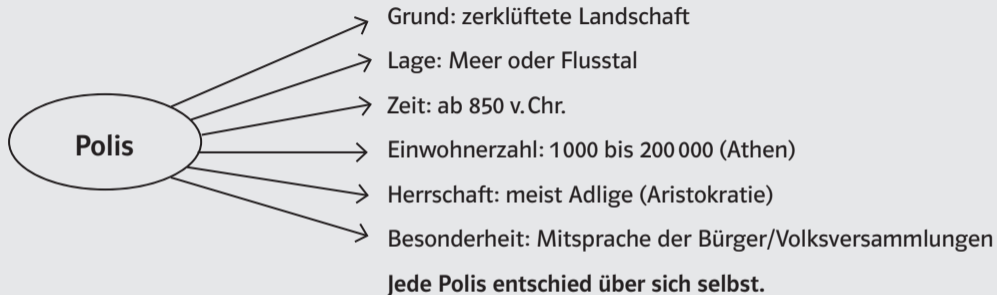 Grund: zerklüftete Landschaft
Lage: Meer oder Flusstal
Zeit: ab 850 v. Chr.
Polis
Einwohnerzahl: 1000 bis 200 000 (Athen)
Herrschaft: meist Adlige (Aristokratie)
Besonderheit: Mitsprache der Bürger/Volksversammlungen
Jede Polis entschied über sich selbst.